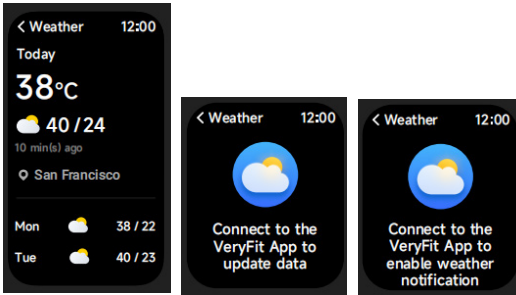 Weather 12:00
Today
38°C
40 / 24
10 min(s) ago
San Francisco
Mon 38 / 22
Tue 40 / 23
Weather 12:00
Connect to the
VeryFit App to
update data
Weather 12:00
Connect to the
VeryFit App to
enable weather
notification